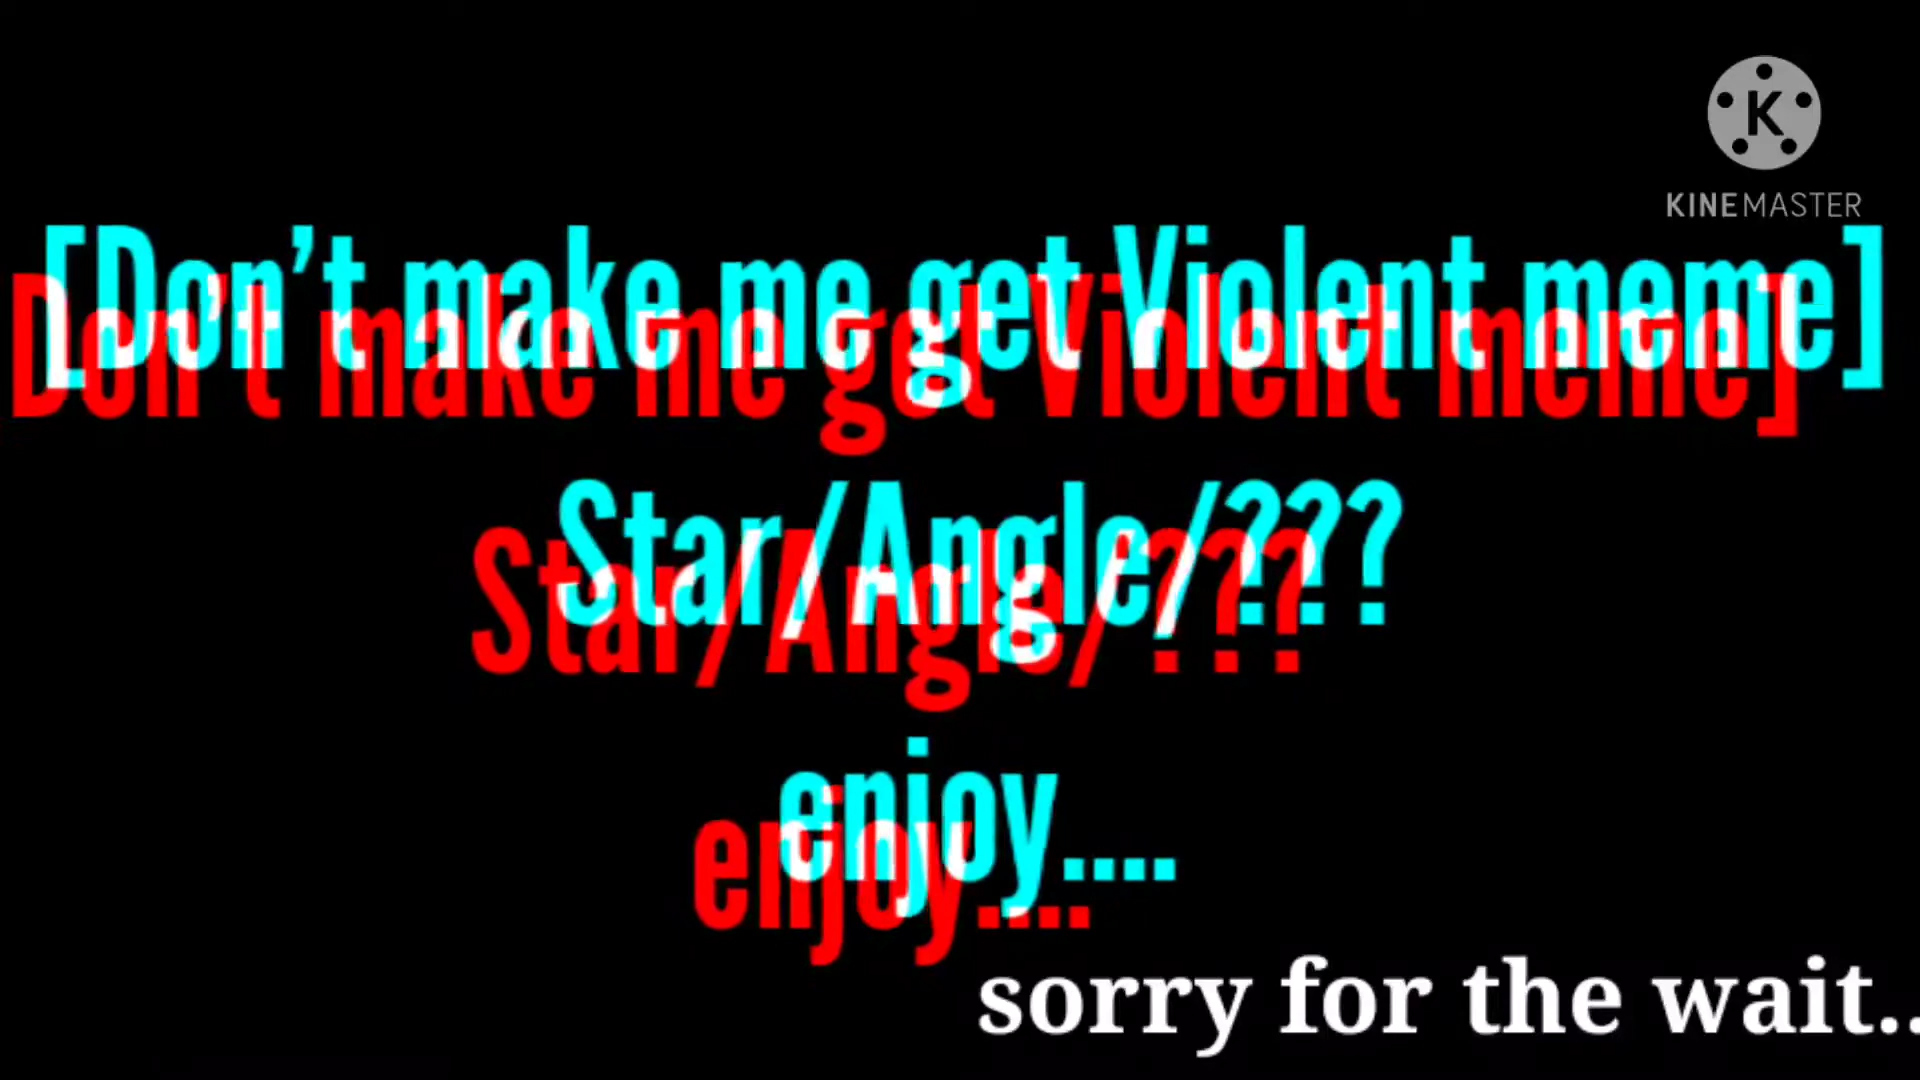 KINEMASTER
[Don't make me get Violent meme]
Star/Angle/???
enjoy....
sorry for the wait..